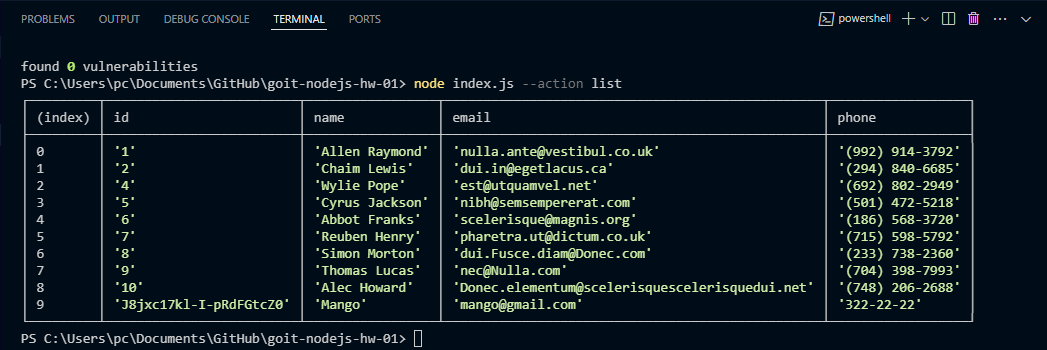 PROBLEMS OUTPUT DEBUG CONSOLE TERMINAL PORTS powershell
found 0 vulnerabilities
PS C:\Users\pc\Documents\GitHub\goit-nodejs-hw-01> node index.js --action list
(index) id name email phone
0 '1' 'Allen Raymond' 'nulla.ante@vestibul.co.uk' '(992) 914-3792'
1 '2' 'Chaim Lewis' 'dui.in@egetlacus.ca' '(294) 840-6685'
2 '4' 'Wylie Pope' 'est@utquamvel.net' '(692) 802-2949'
3 '5' 'Cyrus Jackson' 'nibh@semsempererat.com' '(501) 472-5218'
4 '6' 'Abbot Franks' 'scelerisque@magnis.org' '(186) 568-3720'
5 '7' 'Reuben Henry' 'pharetra.ut@dictum.co.uk' '(715) 598-5792'
6 '8' 'Simon Morton' 'dui.Fusce.diam@Donec.com' '(233) 738-2360'
7 '9' 'Thomas Lucas' 'nec@Nulla.com' '(704) 398-7993'
8 '10' 'Alec Howard' 'Donec.elementum@scelerisquescelerisquedui.net' '(748) 206-2688'
9 'J8jxc17kl-I-pRdFGtcZ0' 'Mango' 'mango@gmail.com' '322-22-22'
PS C:\Users\pc\Documents\GitHub\goit-nodejs-hw-01>